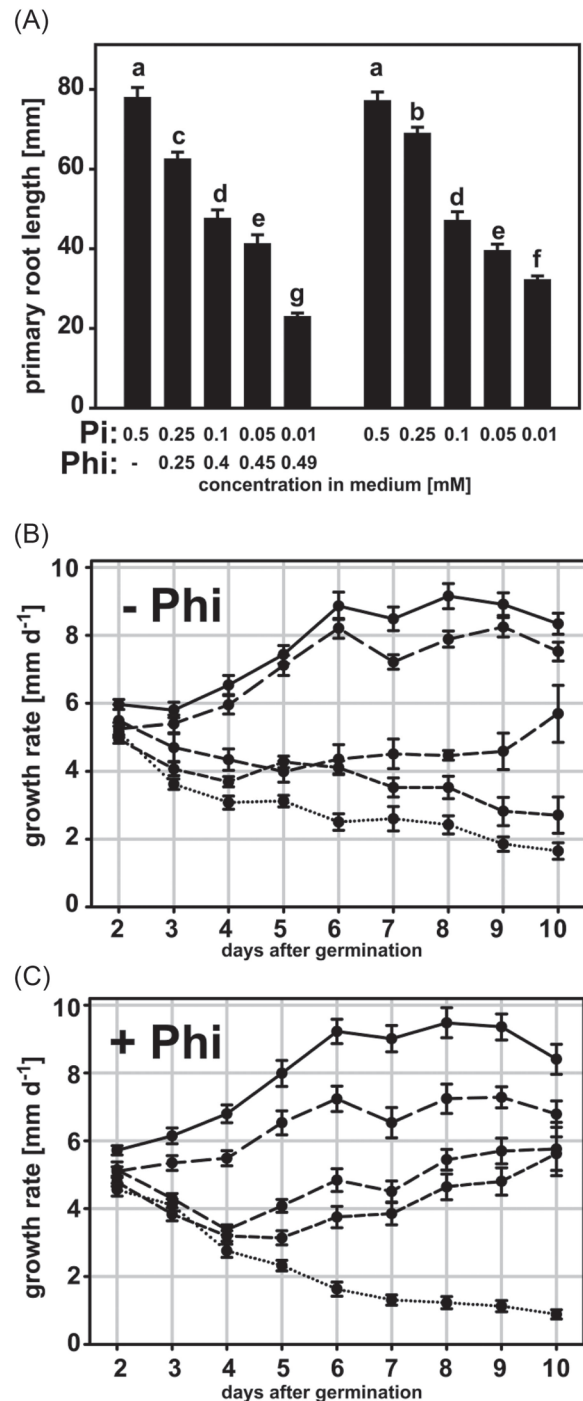 (A)
primary root length [mm]
80
60
40
20
0
a c d e g a b d e f
Pi: 0.5 0.25 0.1 0.05 0.01 0.5 0.25 0.1 0.05 0.01
Phi: - 0.25 0.4 0.45 0.49
concentration in medium [mM]
(B)
- Phi
growth rate [mm d-1]
10
8
6
4
2
0
2 3 4 5 6 7 8 9 10
days after germination
(C)
+ Phi
growth rate [mm d-1]
10
8
6
4
2
0
2 3 4 5 6 7 8 9 10
days after germination